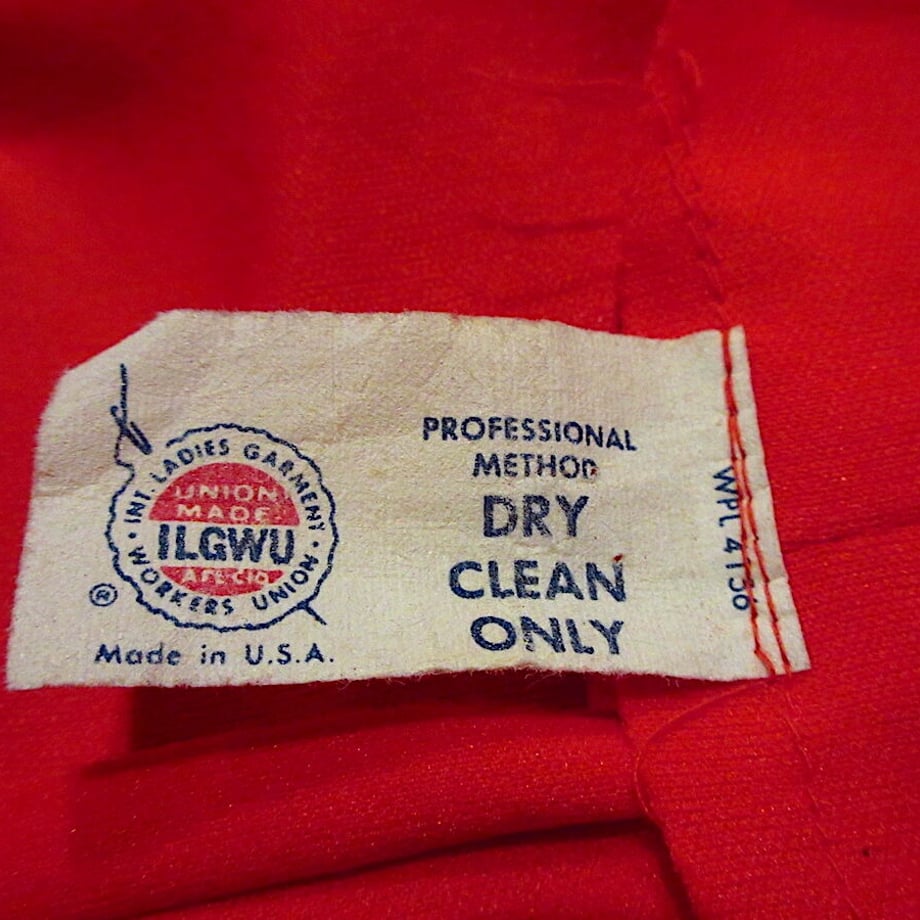 INT. LADIES GARMENT
WORKERS UNION
UNION
MADE
ILGWU
AFL-CIO
®
Made in U.S.A.
PROFESSIONAL
METHOD
DRY
CLEAN
ONLY
WPL 4136